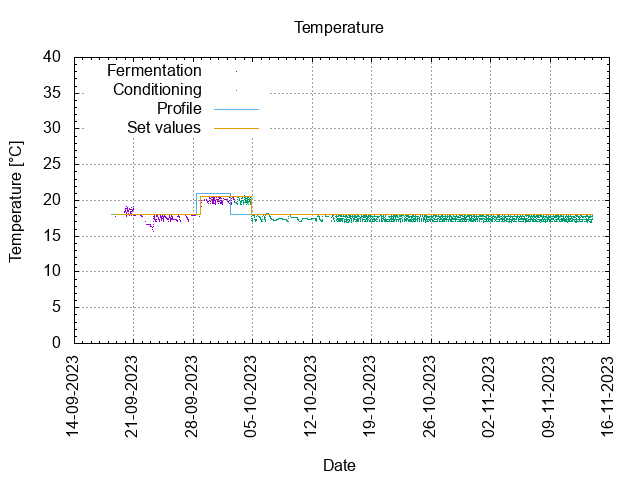 Temperature
Temperature [°C]
40
35
30
25
20
15
10
5
0
Fermentation
Conditioning
Profile
Set values
14-09-2023
21-09-2023
28-09-2023
05-10-2023
12-10-2023
19-10-2023
26-10-2023
02-11-2023
09-11-2023
16-11-2023
Date